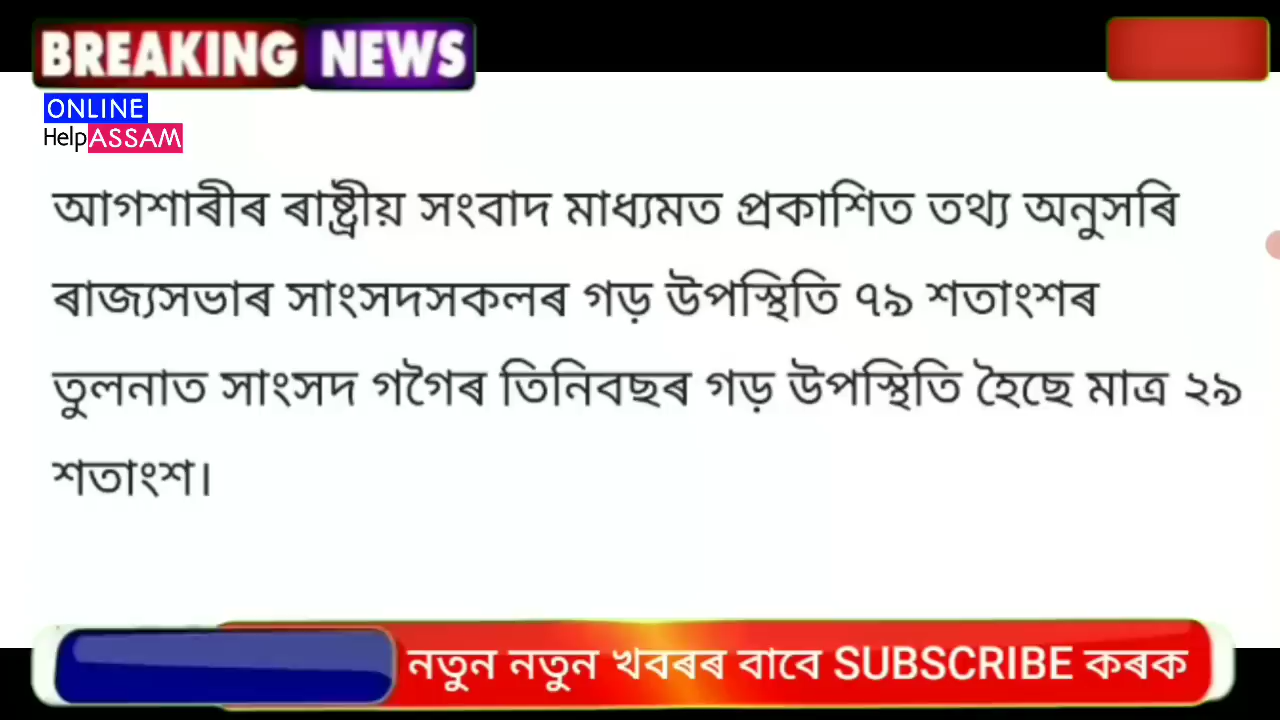 BREAKING NEWS
ONLINE
HelpASSAM
আগশাৰীৰ ৰাষ্ট্ৰীয় সংবাদ মাধ্যমত প্ৰকাশিত তথ্য অনুসৰি
ৰাজ্যসভাৰ সাংসদসকলৰ গড় উপস্থিতি ৭৯ শতাংশৰ
তুলনাত সাংসদ গগৈৰ তিনিবছৰ গড় উপস্থিতি হৈছে মাত্ৰ ২৯
শতাংশ।
নতুন নতুন খবৰৰ বাবে SUBSCRIBE কৰক